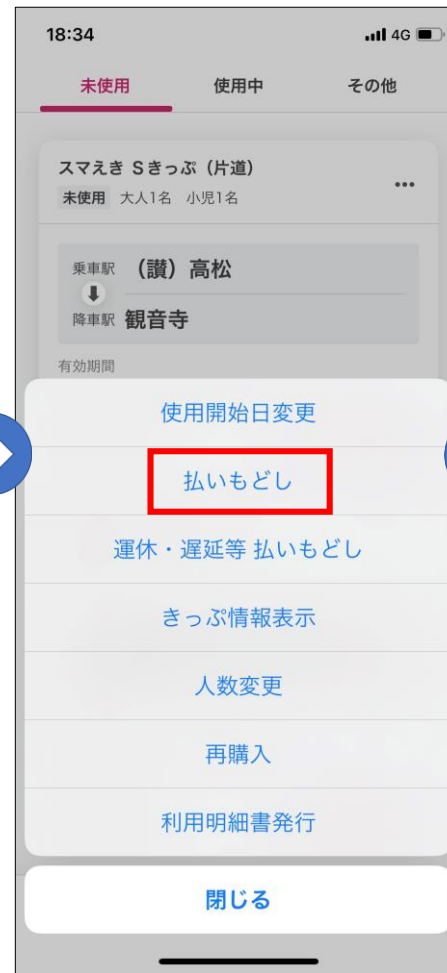 18:34 4G
未使用 使用中 その他
スマえき Sきっぷ（片道）
未使用 大人1名 小児1名
乗車駅 （讃）高松
降車駅 観音寺
有効期間
使用開始日変更
払いもどし
運休・遅延等 払いもどし
きっぷ情報表示
人数変更
再購入
利用明細書発行
閉じる